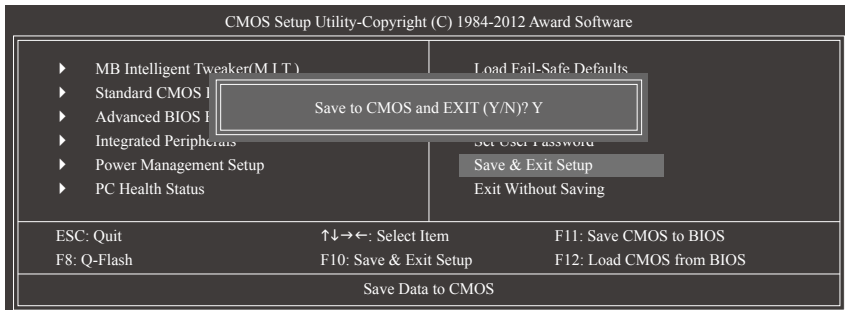 CMOS Setup Utility-Copyright (C) 1984-2012 Award Software
MB Intelligent Tweaker(M.I.T.)
Standard CMOS
Advanced BIOS
Integrated Peripherals
Power Management Setup
PC Health Status
Load Fail-Safe Defaults
Set User Password
Save & Exit Setup
Exit Without Saving
Save to CMOS and EXIT (Y/N)? Y
ESC: Quit ↑↓→←: Select Item F11: Save CMOS to BIOS
F8: Q-Flash F10: Save & Exit Setup F12: Load CMOS from BIOS
Save Data to CMOS